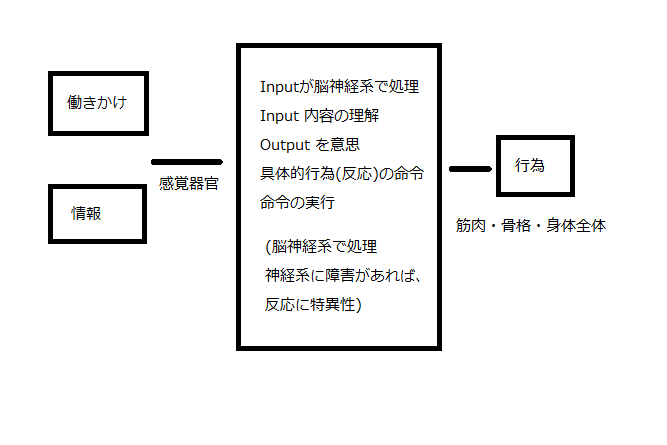 働きかけ
情報
感覚器官
Inputが脳神経系で処理
Input 内容の理解
Output を意思
具体的行為(反応)の命令
命令の実行
(脳神経系で処理
神経系に障害があれば、
反応に特異性)
行為
筋肉・骨格・身体全体